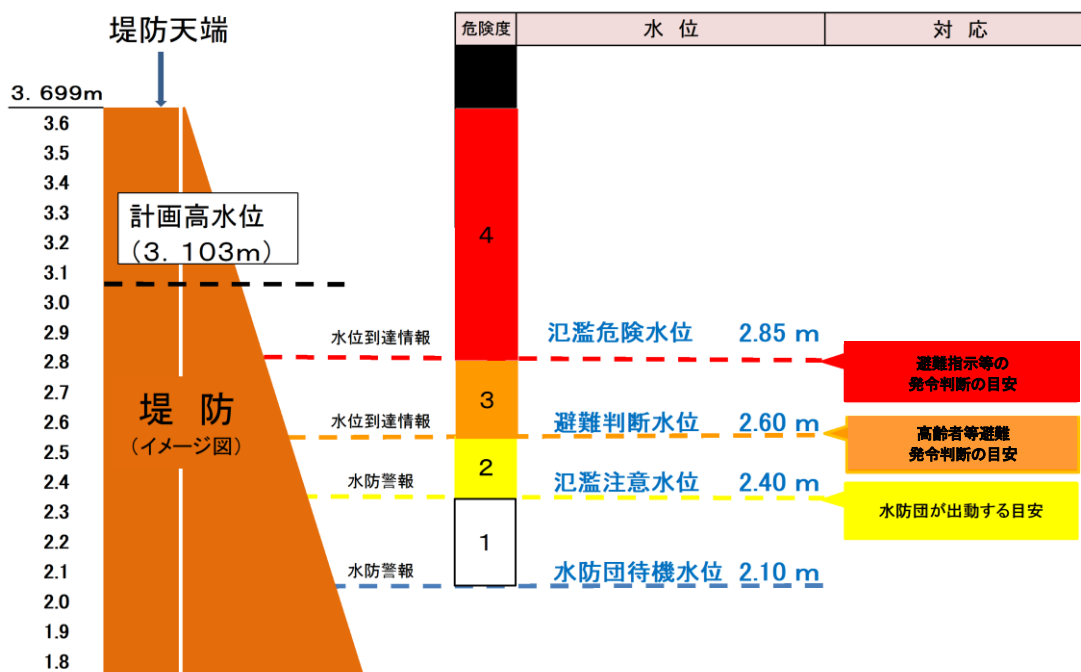 堤防天端
危険度 水 位 対 応
3. 699m
3.6
3.5
3.4
3.3
3.2
3.1
3.0
2.9
2.8
2.7
2.6
2.5
2.4
2.3
2.2
2.1
2.0
1.9
1.8
計画高水位
(3. 103m)
堤 防
(イメージ図)
4
水位到達情報 氾濫危険水位 2.85 m
避難指示等の
発令判断の目安
3
水位到達情報 避難判断水位 2.60 m
高齢者等避難
発令判断の目安
2
水防警報 氾濫注意水位 2.40 m
水防団が出動する目安
1
水防警報 水防団待機水位 2.10 m